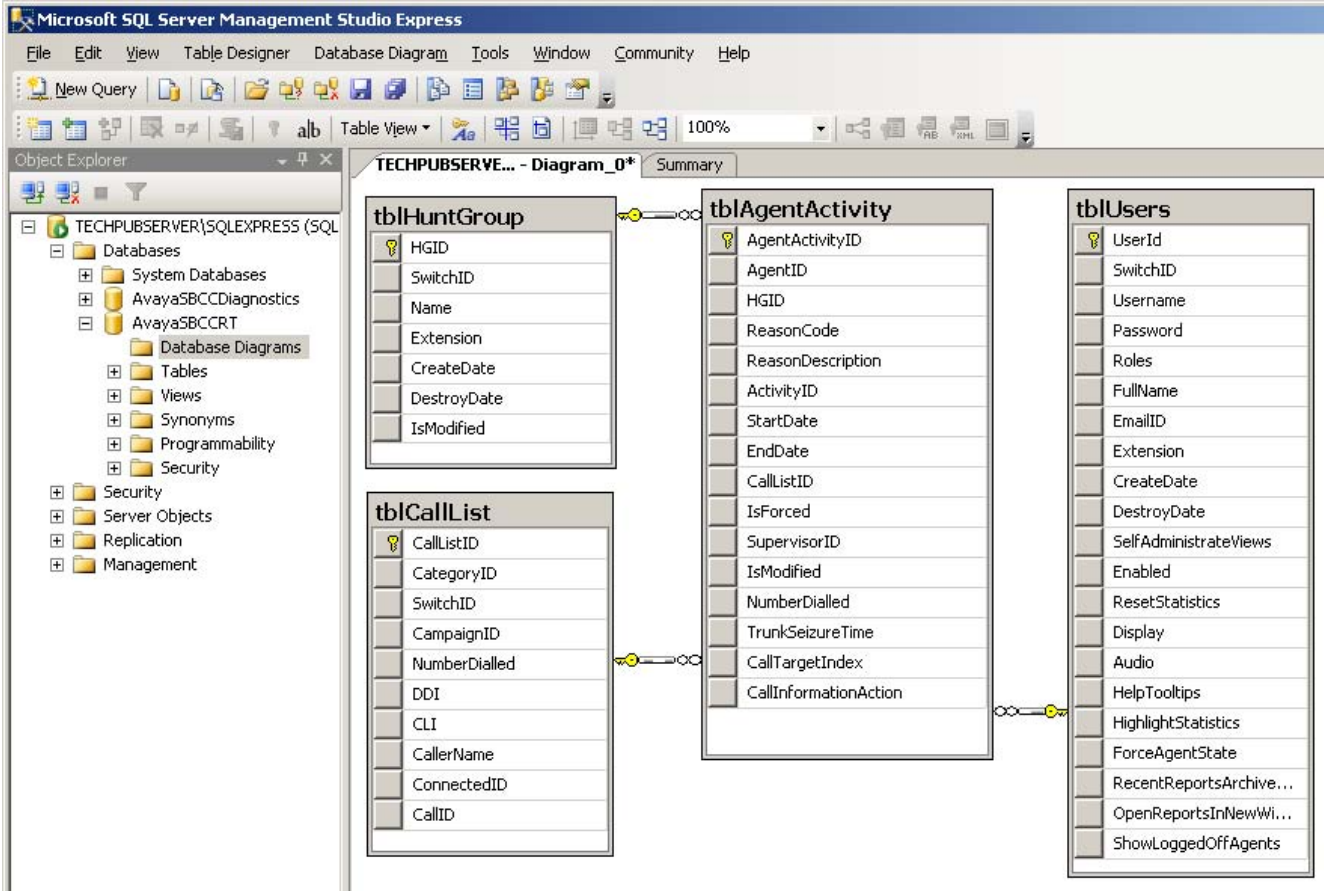 Microsoft SQL Server Management Studio Express
File Edit View Table Designer Database Diagram Tools Window Community Help
New Query
a|b Table View 100%
Object Explorer
TECHPUBSERVE... - Diagram_0* Summary
TECHPUBSERVER\SQLEXPRESS (SQL
Databases
System Databases
AvayaSBCCDiagnostics
AvayaSBCCRT
Database Diagrams
Tables
Views
Synonyms
Programmability
Security
Security
Server Objects
Replication
Management
tblHuntGroup
HGID
SwitchID
Name
Extension
CreateDate
DestroyDate
IsModified
tblCallList
CallListID
CategoryID
SwitchID
CampaignID
NumberDialled
DDI
CLI
CallerName
ConnectedID
CallID
tblAgentActivity
AgentActivityID
AgentID
HGID
ReasonCode
ReasonDescription
ActivityID
StartDate
EndDate
CallListID
IsForced
SupervisorID
IsModified
NumberDialled
TrunkSeizureTime
CallTargetIndex
CallInformationAction
tblUsers
UserId
SwitchID
Username
Password
Roles
FullName
EmailID
Extension
CreateDate
DestroyDate
SelfAdministrateViews
Enabled
ResetStatistics
Display
Audio
HelpTooltips
HighlightStatistics
ForceAgentState
RecentReportsArchive...
OpenReportsInNewWi...
ShowLoggedOffAgents